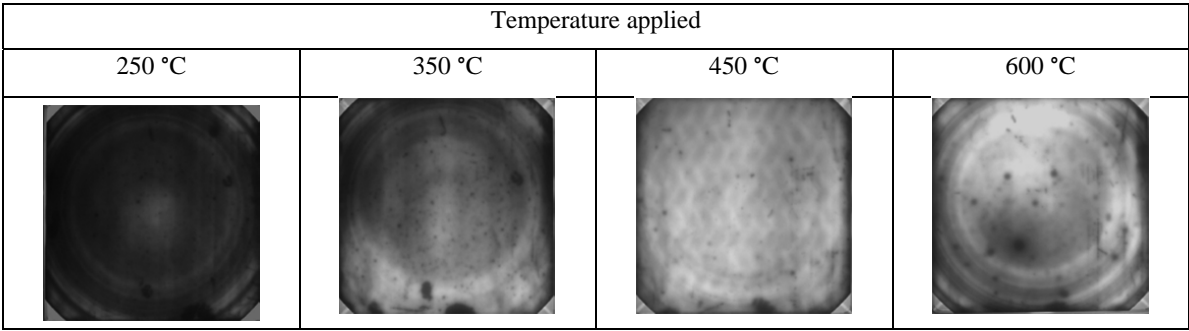 Temperature applied
250 °C
350 °C
450 °C
600 °C